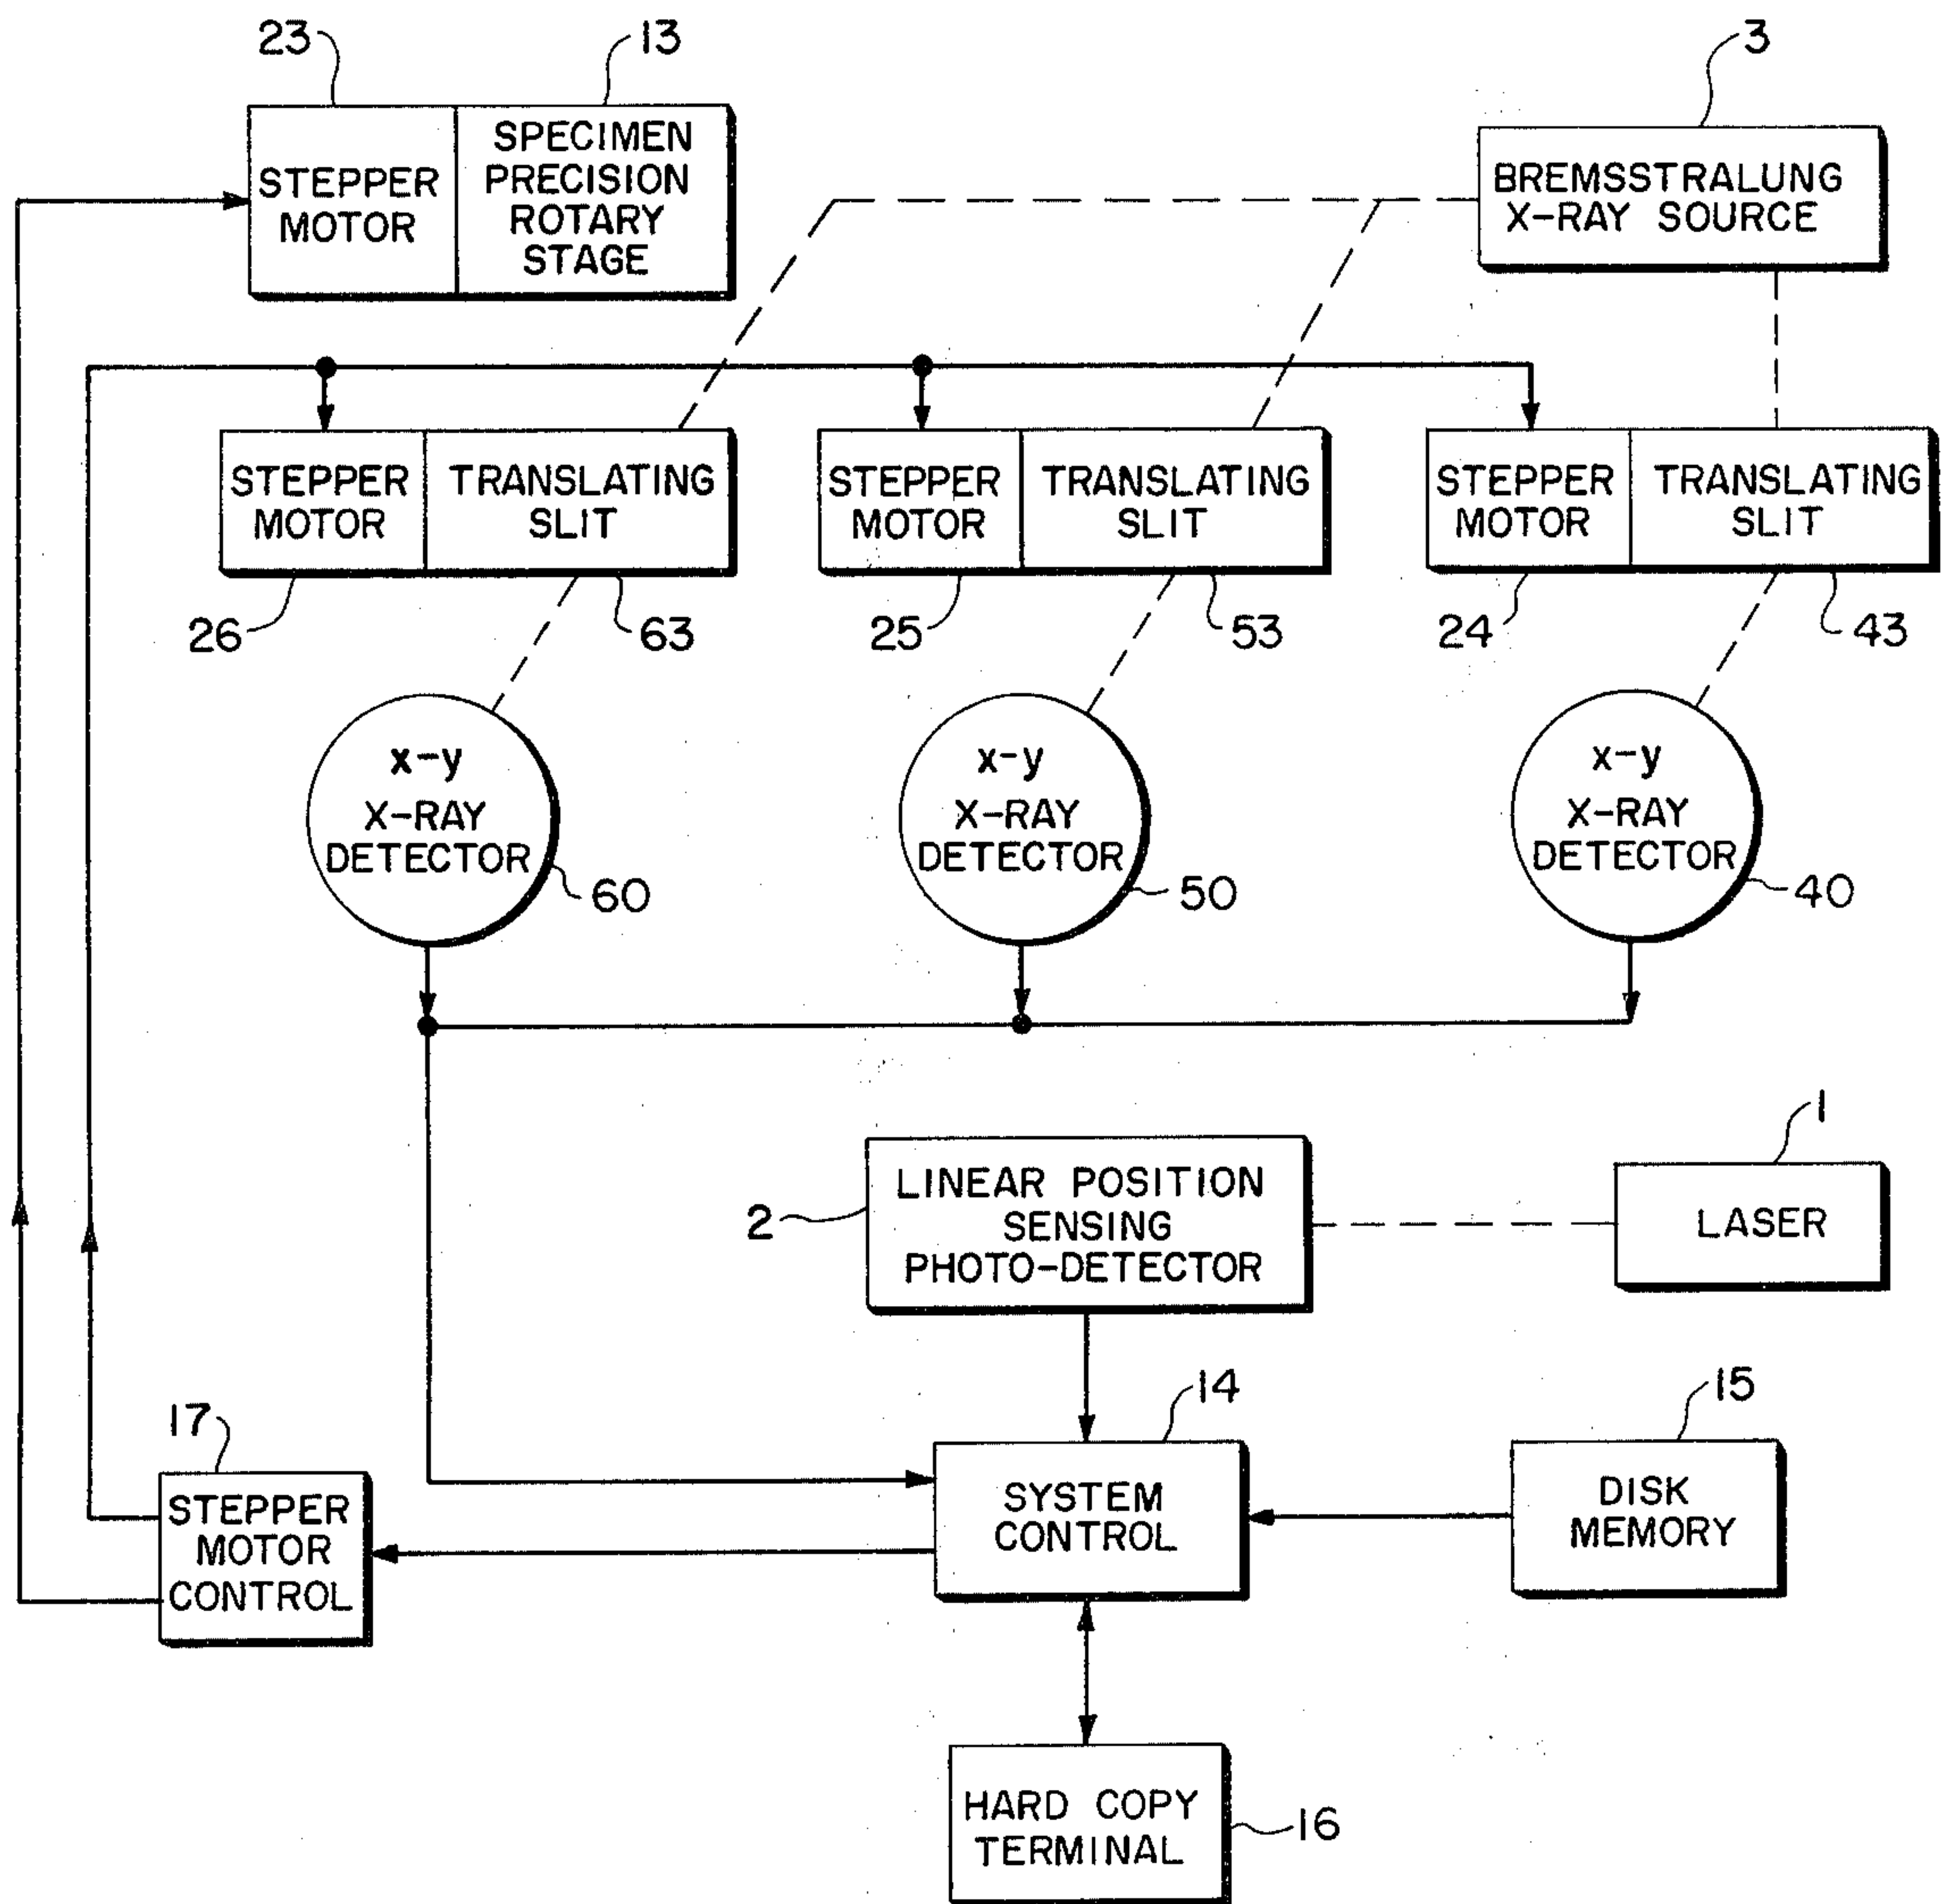 23
13
3
STEPPER
MOTOR
SPECIMEN
PRECISION
ROTARY
STAGE
BREMSSTRALUNG
X-RAY SOURCE
STEPPER
MOTOR
TRANSLATING
SLIT
STEPPER
MOTOR
TRANSLATING
SLIT
STEPPER
MOTOR
TRANSLATING
SLIT
26
63
25
53
24
43
x-y
X-RAY
DETECTOR
60
x-y
X-RAY
DETECTOR
50
x-y
X-RAY
DETECTOR
40
1
2
LINEAR POSITION
SENSING
PHOTO-DETECTOR
LASER
17
14
15
STEPPER
MOTOR
CONTROL
SYSTEM
CONTROL
DISK
MEMORY
HARD COPY
TERMINAL
16